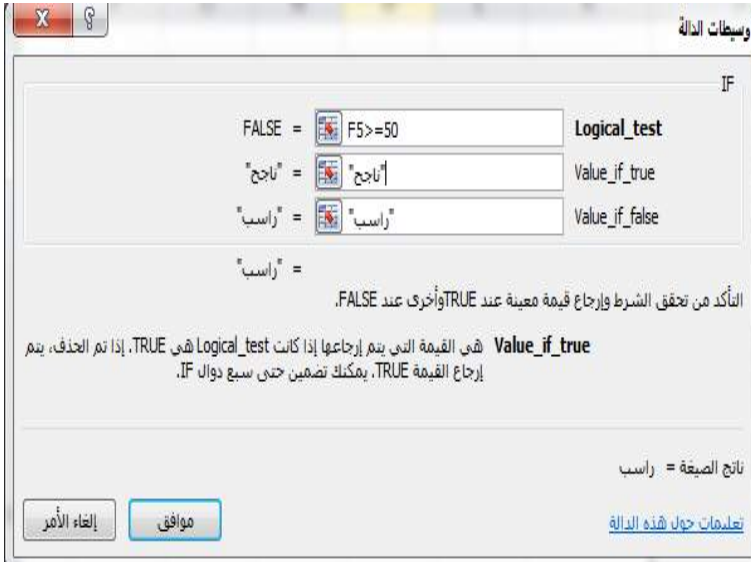 وسيطات الدالة
IF
Logical_test F5>=50 = FALSE
Value_if_true "ناجح" = "ناجح"
Value_if_false "راسب" = "راسب"
= "راسب"
التأكد من تحقق الشرط وإرجاع قيمة معينة عند TRUEوأخرى عند FALSE.
Value_if_true هي القيمة التي يتم إرجاعها إذا كانت Logical_test هي TRUE. إذا تم الحذف، يتم
إرجاع القيمة TRUE. يمكنك تضمين حتى سبع دوال IF.
ناتج الصيغة = راسب
تعليمات حول هذه الدالة
موافق
إلغاء الأمر